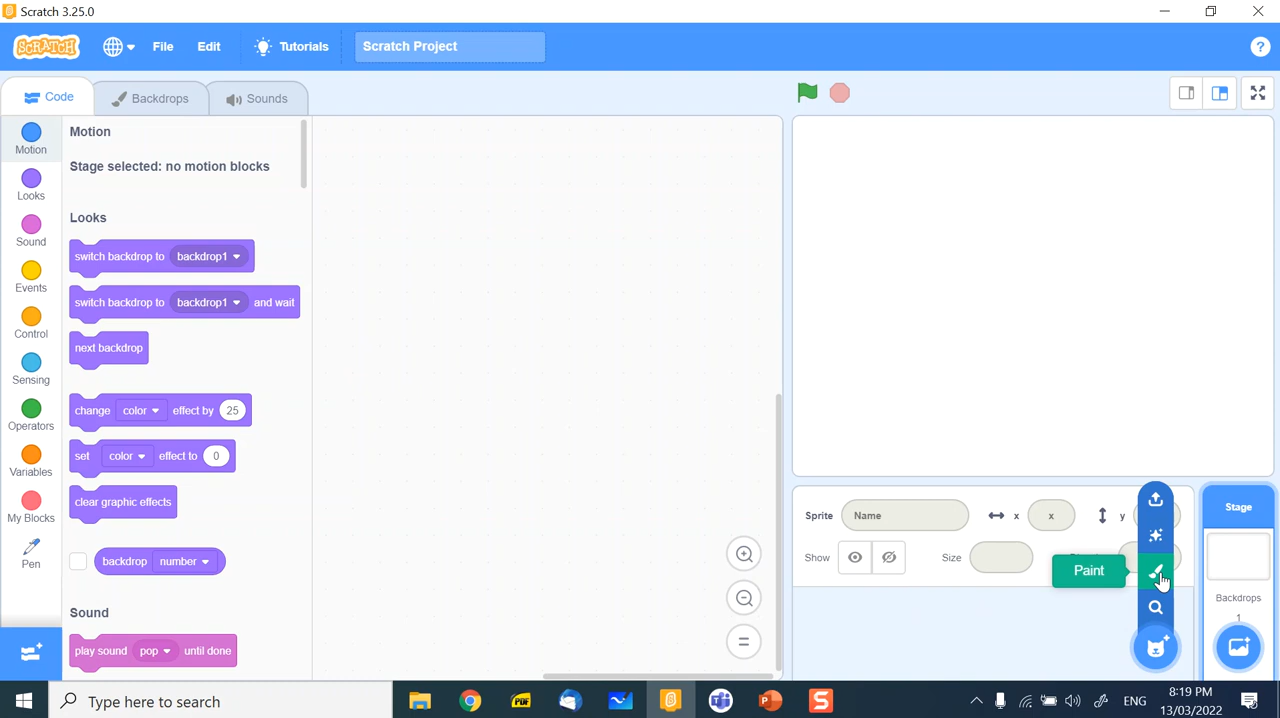 Scratch 3.25.0
SCRATCH
File
Edit
Tutorials
Scratch Project
?
Code
Backdrops
Sounds
Motion
Looks
Sound
Events
Control
Sensing
Operators
Variables
My Blocks
Pen
Motion
Stage selected: no motion blocks
Looks
switch backdrop to backdrop1
switch backdrop to backdrop1 and wait
next backdrop
change color effect by 25
set color effect to 0
clear graphic effects
backdrop number
Sound
play sound pop until done
Sprite
Name
x
x
y
Show
Size
Paint
Stage
Backdrops
1
Type here to search
PDF
ENG
8:19 PM
13/03/2022